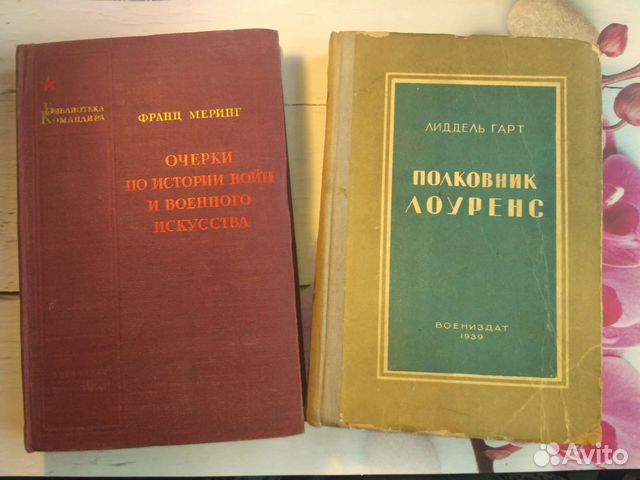 Библиотека
Командира
ФРАНЦ МЕРИНГ
ОЧЕРКИ
ПО ИСТОРИИ ВОЙН
И ВОЕННОГО
ИСКУССТВА
ЛИДДЕЛЬ ГАРТ
ПОЛКОВНИК
ЛОУРЕНС
ВОЕНИЗДАТ
1939
Avito